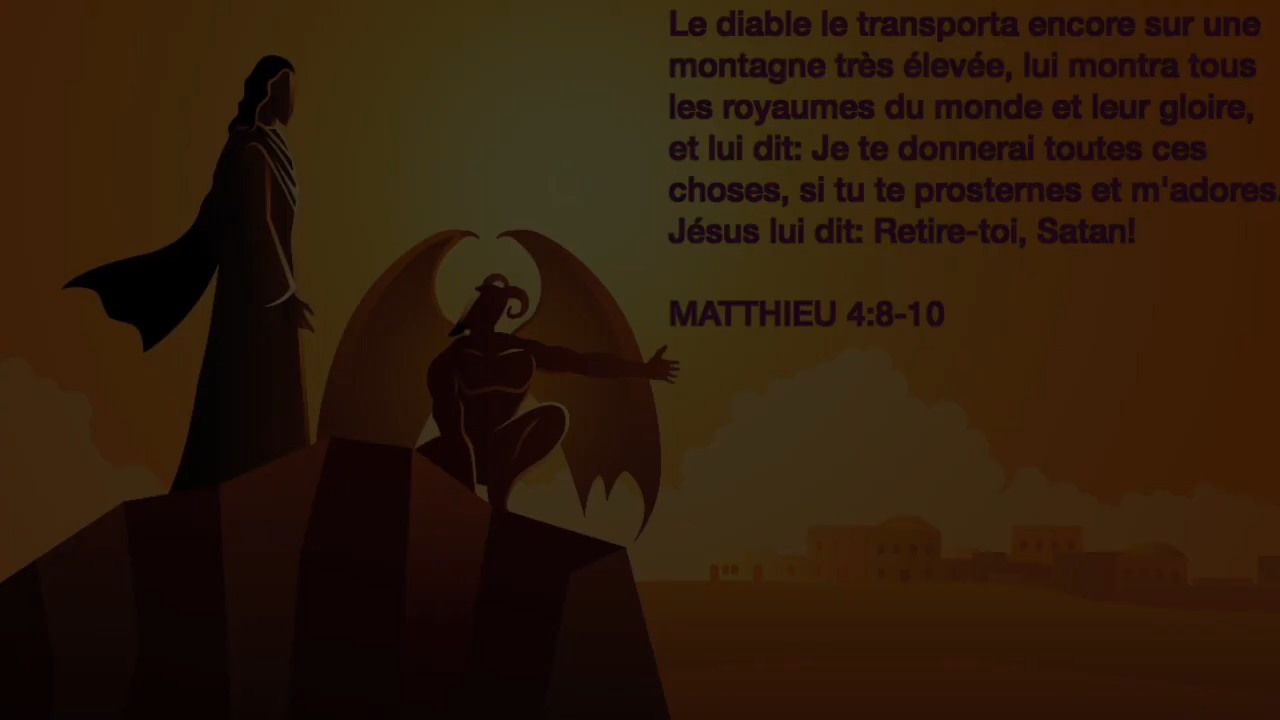 Le diable le transporta encore sur une
montagne très élevée, lui montra tous
les royaumes du monde et leur gloire,
et lui dit: Je te donnerai toutes ces
choses, si tu te prosternes et m'adores.
Jésus lui dit: Retire-toi, Satan!
MATTHIEU 4:8-10